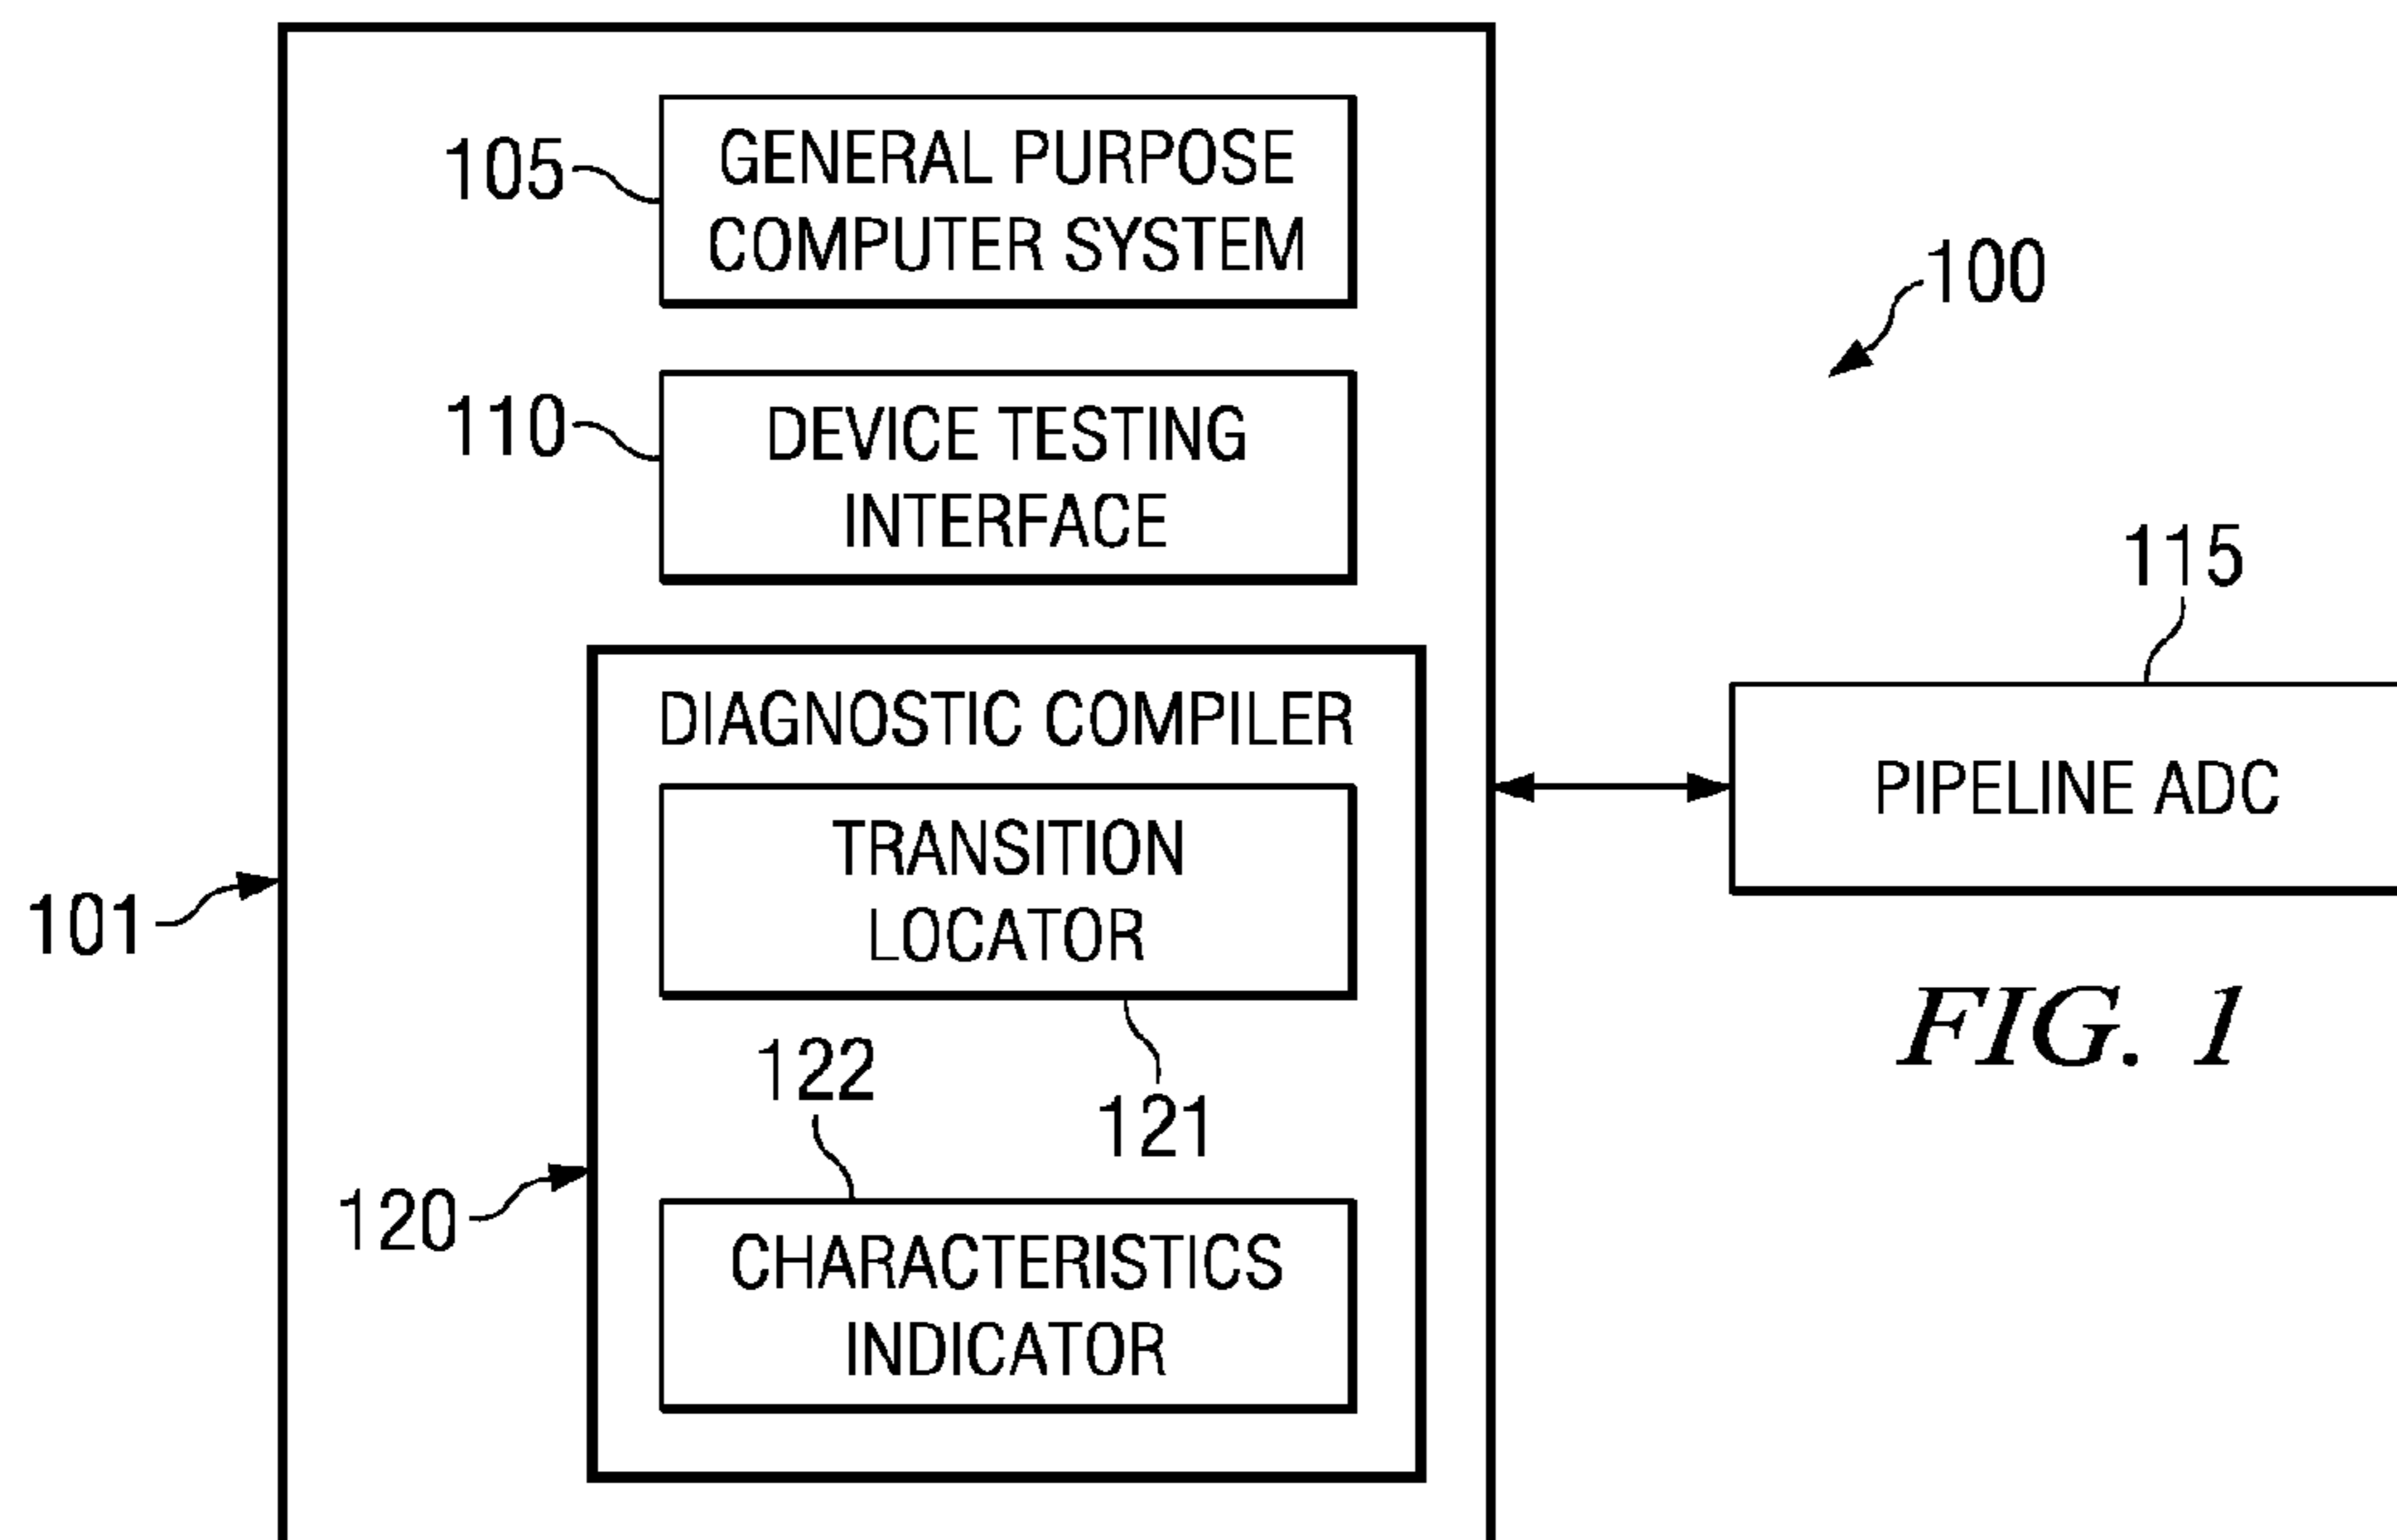 105
GENERAL PURPOSE
COMPUTER SYSTEM
100
110
DEVICE TESTING
INTERFACE
115
DIAGNOSTIC COMPILER
PIPELINE ADC
TRANSITION
LOCATOR
101
FIG. 1
122
121
120
CHARACTERISTICS
INDICATOR